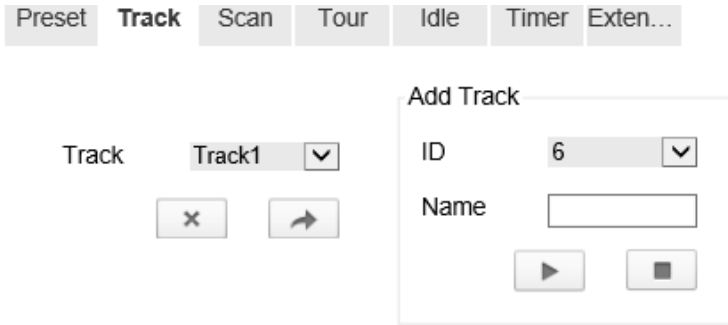 Preset Track Scan Tour Idle Timer Exten...
Add Track
Track Track1
ID 6
Name